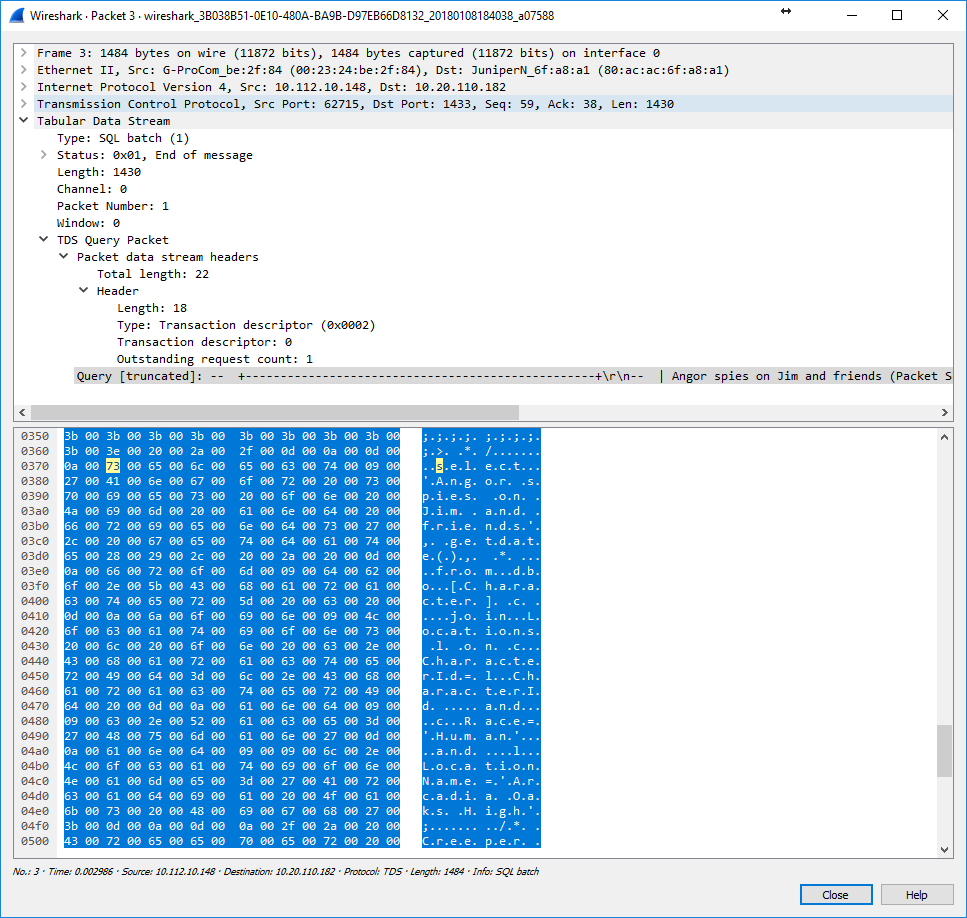 Wireshark · Packet 3 · wireshark_3B038B51-0E10-480A-BA9B-D97EB66D8132_20180108184038_a07588
Frame 3: 1484 bytes on wire (11872 bits), 1484 bytes captured (11872 bits) on interface 0
Ethernet II, Src: G-ProCom_be:2f:84 (00:23:24:be:2f:84), Dst: JuniperN_6f:a8:a1 (80:ac:ac:6f:a8:a1)
Internet Protocol Version 4, Src: 10.112.10.148, Dst: 10.20.110.182
Transmission Control Protocol, Src Port: 62715, Dst Port: 1433, Seq: 59, Ack: 38, Len: 1430
Tabular Data Stream
Type: SQL batch (1)
Status: 0x01, End of message
Length: 1430
Channel: 0
Packet Number: 1
Window: 0
TDS Query Packet
Packet data stream headers
Total length: 22
Header
Length: 18
Type: Transaction descriptor (0x0002)
Transaction descriptor: 0
Outstanding request count: 1
Query [truncated]: --  +--------------------------------------------------+\r\n--  | Angor spies on Jim and friends (Packet S
0350 3b 00 3b 00 3b 00 3b 00 3b 00 3b 00 3b 00 3b 00 ;.;.;.;. ;.;.;.;.
0360 3b 00 3e 00 20 00 2a 00 2f 00 0d 00 0a 00 0d 00 ;.>. .*. /.......
0370 0a 00 73 00 65 00 6c 00 65 00 63 00 74 00 09 00 ..s.e.l. e.c.t...
0380 27 00 41 00 6e 00 67 00 6f 00 72 00 20 00 73 00 '.A.n.g. o.r. .s.
0390 70 00 69 00 65 00 73 00 20 00 6f 00 6e 00 20 00 p.i.e.s. .o.n. .
03a0 4a 00 69 00 6d 00 20 00 61 00 6e 00 64 00 20 00 J.i.m. . a.n.d. .
03b0 66 00 72 00 69 00 65 00 6e 00 64 00 73 00 27 00 f.r.i.e. n.d.s.'.
03c0 2c 00 20 00 67 00 65 00 74 00 64 00 61 00 74 00 ,. .g.e. t.d.a.t.
03d0 65 00 28 00 29 00 2c 00 20 00 2a 00 20 00 0d 00 e.(.).,. .*. ...
03e0 0a 00 66 00 72 00 6f 00 6d 00 09 00 64 00 62 00 ..f.r.o. m...d.b.
03f0 6f 00 2e 00 5b 00 43 00 68 00 61 00 72 00 61 00 o...[.C. h.a.r.a.
0400 63 00 74 00 65 00 72 00 5d 00 20 00 63 00 20 00 c.t.e.r. ]. .c. .
0410 0d 00 0a 00 6a 00 6f 00 69 00 6e 00 09 00 4c 00 ....j.o. i.n...L.
0420 6f 00 63 00 61 00 74 00 69 00 6f 00 6e 00 73 00 o.c.a.t. i.o.n.s.
0430 20 00 6c 00 20 00 6f 00 6e 00 20 00 63 00 2e 00 .l. .o. n. .c...
0440 43 00 68 00 61 00 72 00 61 00 63 00 74 00 65 00 C.h.a.r. a.c.t.e.
0450 72 00 49 00 64 00 3d 00 6c 00 2e 00 43 00 68 00 r.I.d.=. l...C.h.
0460 61 00 72 00 61 00 63 00 74 00 65 00 72 00 49 00 a.r.a.c. t.e.r.I.
0470 64 00 20 00 0d 00 0a 00 61 00 6e 00 64 00 09 00 d. ..... a.n.d...
0480 09 00 63 00 2e 00 52 00 61 00 63 00 65 00 3d 00 ..c...R. a.c.e.=.
0490 27 00 48 00 75 00 6d 00 61 00 6e 00 27 00 0d 00 '.H.u.m. a.n.'...
04a0 0a 00 61 00 6e 00 64 00 09 00 09 00 6c 00 2e 00 ..a.n.d. ....l...
04b0 4c 00 6f 00 63 00 61 00 74 00 69 00 6f 00 6e 00 L.o.c.a. t.i.o.n.
04c0 4e 00 61 00 6d 00 65 00 3d 00 27 00 41 00 72 00 N.a.m.e. =.'.A.r.
04d0 63 00 61 00 64 00 69 00 61 00 20 00 4f 00 61 00 c.a.d.i. a. .O.a.
04e0 6b 00 73 00 20 00 48 00 69 00 67 00 68 00 27 00 k.s. .H. i.g.h.'.
04f0 3b 00 0d 00 0a 00 0d 00 0a 00 2f 00 2a 00 20 00 ;....... ../.*. .
0500 43 00 72 00 65 00 65 00 70 00 65 00 72 00 20 00 C.r.e.e. p.e.r. .
No.: 3 · Time: 0.002986 · Source: 10.112.10.148 · Destination: 10.20.110.182 · Protocol: TDS · Length: 1484 · Info: SQL batch
Close Help